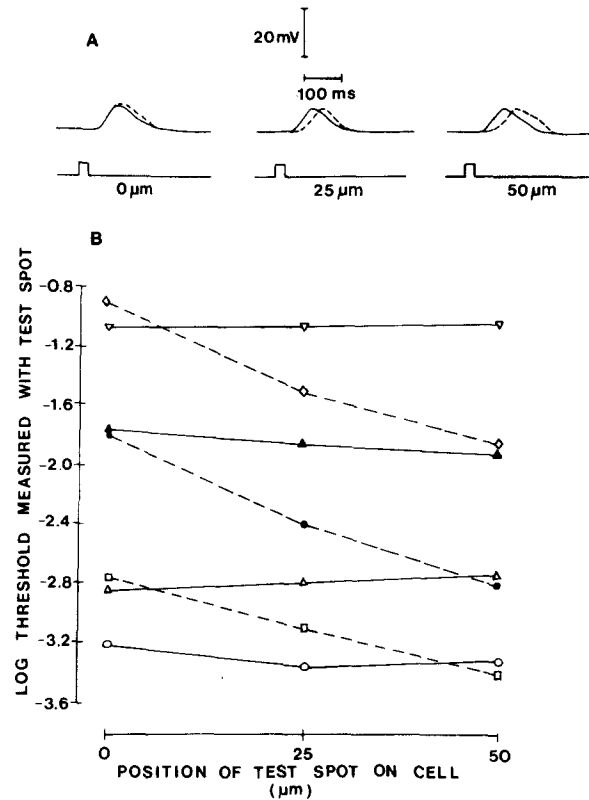 A
20 mV
100 ms
0 μm
25 μm
50 μm
B
LOG THRESHOLD MEASURED WITH TEST SPOT
-0.8
-1.2
-1.6
-2.0
-2.4
-2.8
-3.2
-3.6
0
25
50
POSITION OF TEST SPOT ON CELL
(μm)